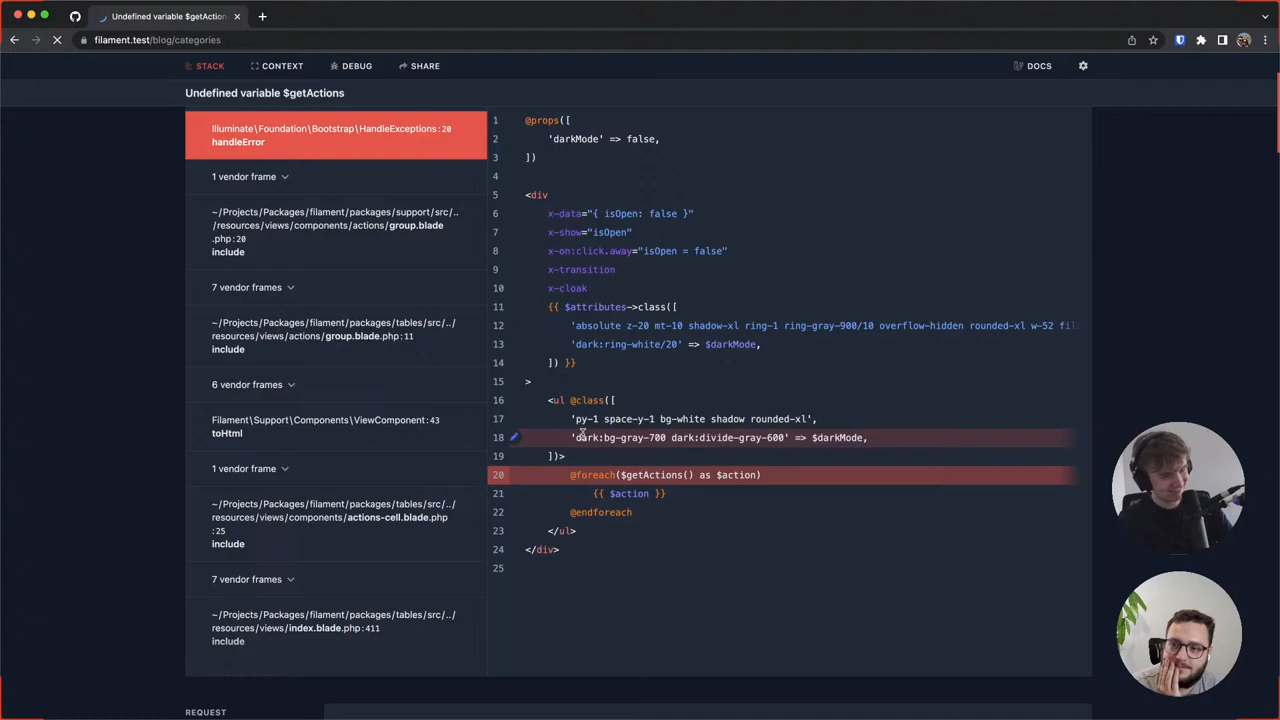 Undefined variable $getActions
filament.test/blog/categories
STACK
CONTEXT
DEBUG
SHARE
DOCS
Undefined variable $getActions
Illuminate\Foundation\Bootstrap\HandleExceptions:20
handleError
1 vendor frame
~/Projects/Packages/filament/packages/support/src/..
/resources/views/components/actions/group.blade
.php:20
include
7 vendor frames
~/Projects/Packages/filament/packages/tables/src/../
resources/views/actions/group.blade.php:11
include
6 vendor frames
Filament\Support\Components\ViewComponent:43
toHtml
1 vendor frame
~/Projects/Packages/filament/packages/tables/src/../
resources/views/components/actions-cell.blade.php
:25
include
7 vendor frames
~/Projects/Packages/filament/packages/tables/src/../
resources/views/index.blade.php:411
include
1 @props([
2 'darkMode' => false,
3 ])
4
5 <div
6 x-data="{ isOpen: false }"
7 x-show="isOpen"
8 x-on:click.away="isOpen = false"
9 x-transition
10 x-cloak
11 {{ $attributes->class([
12 'absolute z-20 mt-10 shadow-xl ring-1 ring-gray-900/10 overflow-hidden rounded-xl w-52 fil
13 'dark:ring-white/20' => $darkMode,
14 ]) }}
15 >
16 <ul @class([
17 'py-1 space-y-1 bg-white shadow rounded-xl',
18 'dark:bg-gray-700 dark:divide-gray-600' => $darkMode,
19 ])>
20 @foreach($getActions() as $action)
21 {{ $action }}
22 @endforeach
23 </ul>
24 </div>
25
REQUEST